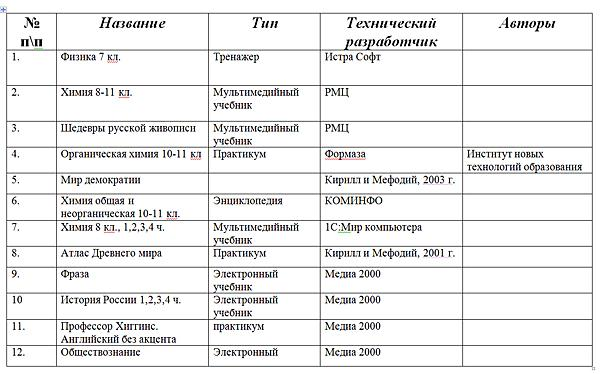 № п\п Название Тип Технический разработчик Авторы
1. Физика 7 кл. Тренажер Истра Софт
2. Химия 8-11 кл. Мультимедийный учебник РМЦ
3. Шедевры русской живописи Мультимедийный учебник РМЦ
4. Органическая химия 10-11 кл Практикум Формаза Институт новых технологий образования
5. Мир демократии Кирилл и Мефодий, 2003 г.
6. Химия общая и неорганическая 10-11 кл. Энциклопедия КОМИНФО
7. Химия 8 кл., 1,2,3,4 ч. Мультимедийный учебник 1С:Мир компьютера
8. Атлас Древнего мира Практикум Кирилл и Мефодий, 2001 г.
9. Фраза Электронный учебник Медиа 2000
10 История России 1,2,3,4 ч. Электронный учебник Медиа 2000
11. Профессор Хиггинс. Английский без акцента практикум Медиа 2000
12. Обществознание Электронный Медиа 2000